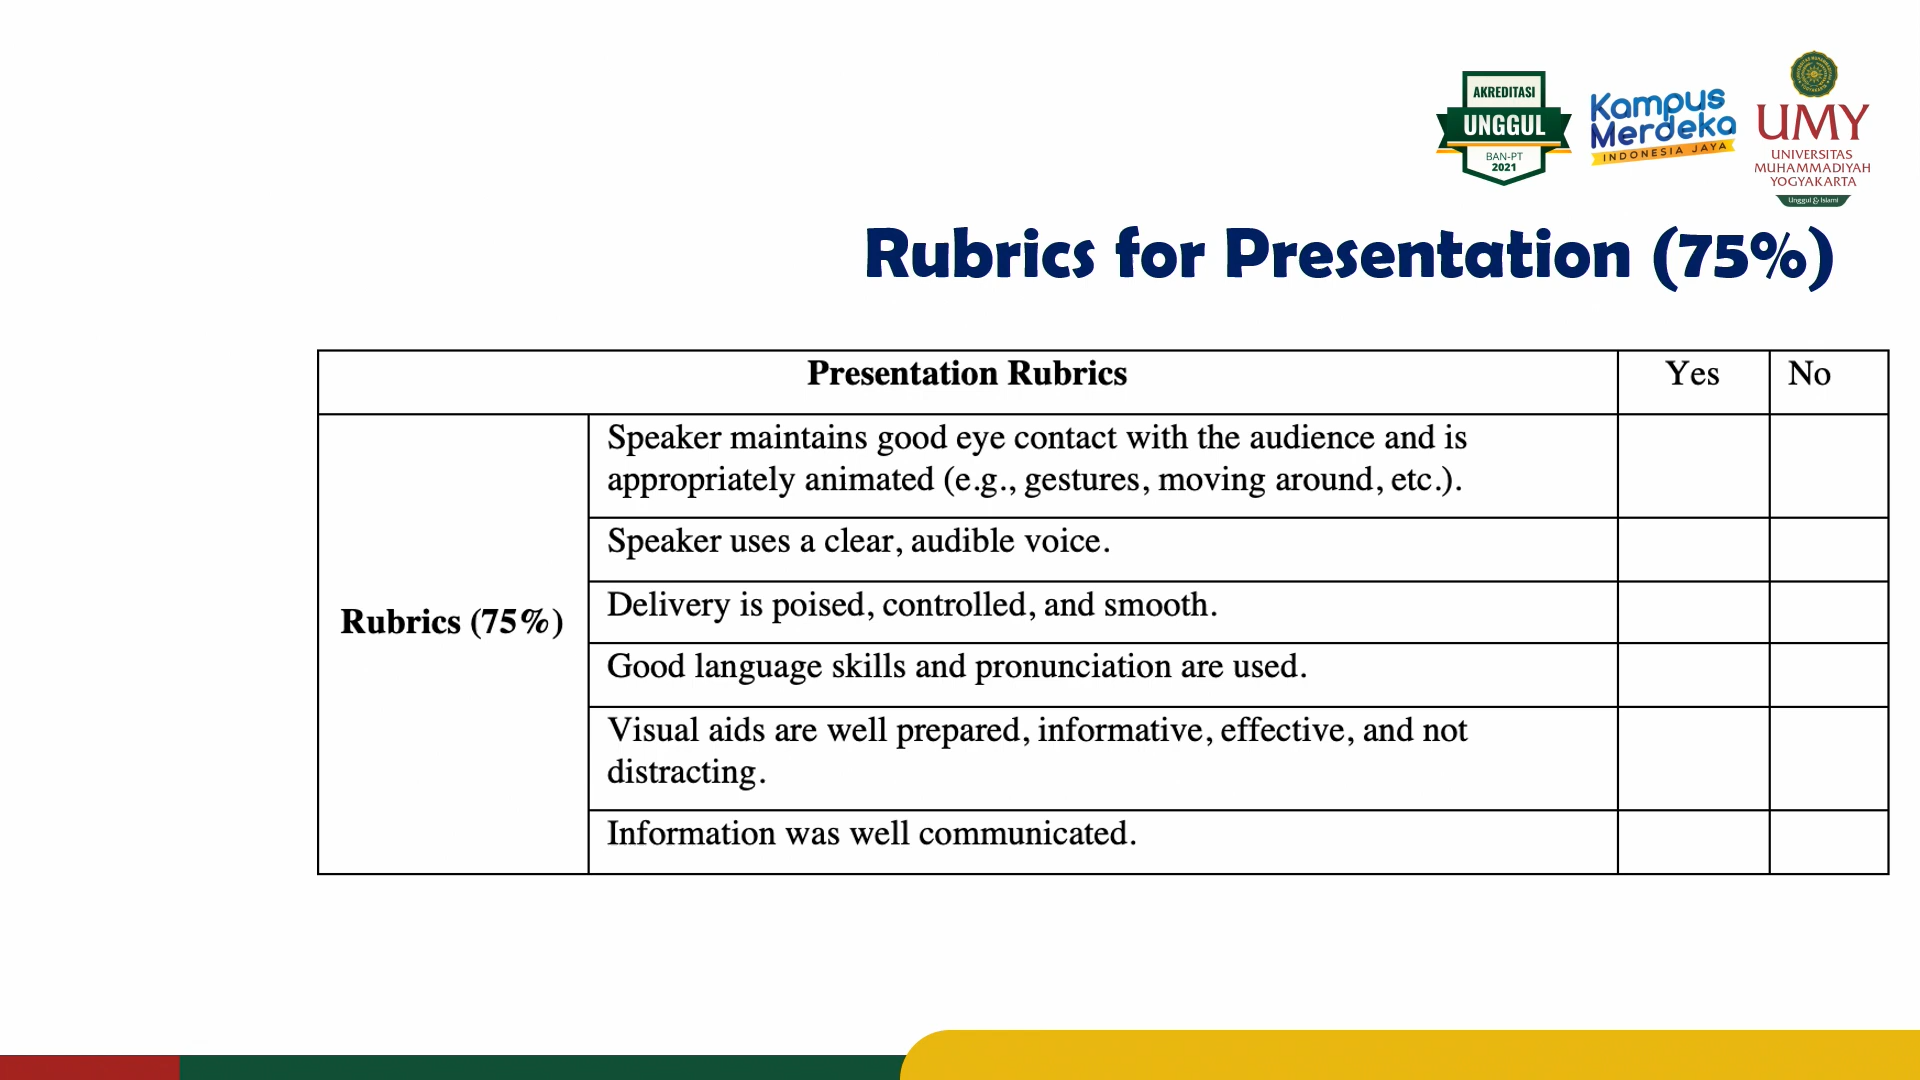 AKREDITASI
UNGGUL
BAN-PT
2021
Kampus
Merdeka
INDONESIA JAYA
UMY
UNIVERSITAS
MUHAMMADIYAH
YOGYAKARTA
Unggul & Islami
Rubrics for Presentation (75%)
Presentation Rubrics Yes No
Rubrics (75%)
Speaker maintains good eye contact with the audience and is
appropriately animated (e.g., gestures, moving around, etc.).
Speaker uses a clear, audible voice.
Delivery is poised, controlled, and smooth.
Good language skills and pronunciation are used.
Visual aids are well prepared, informative, effective, and not
distracting.
Information was well communicated.